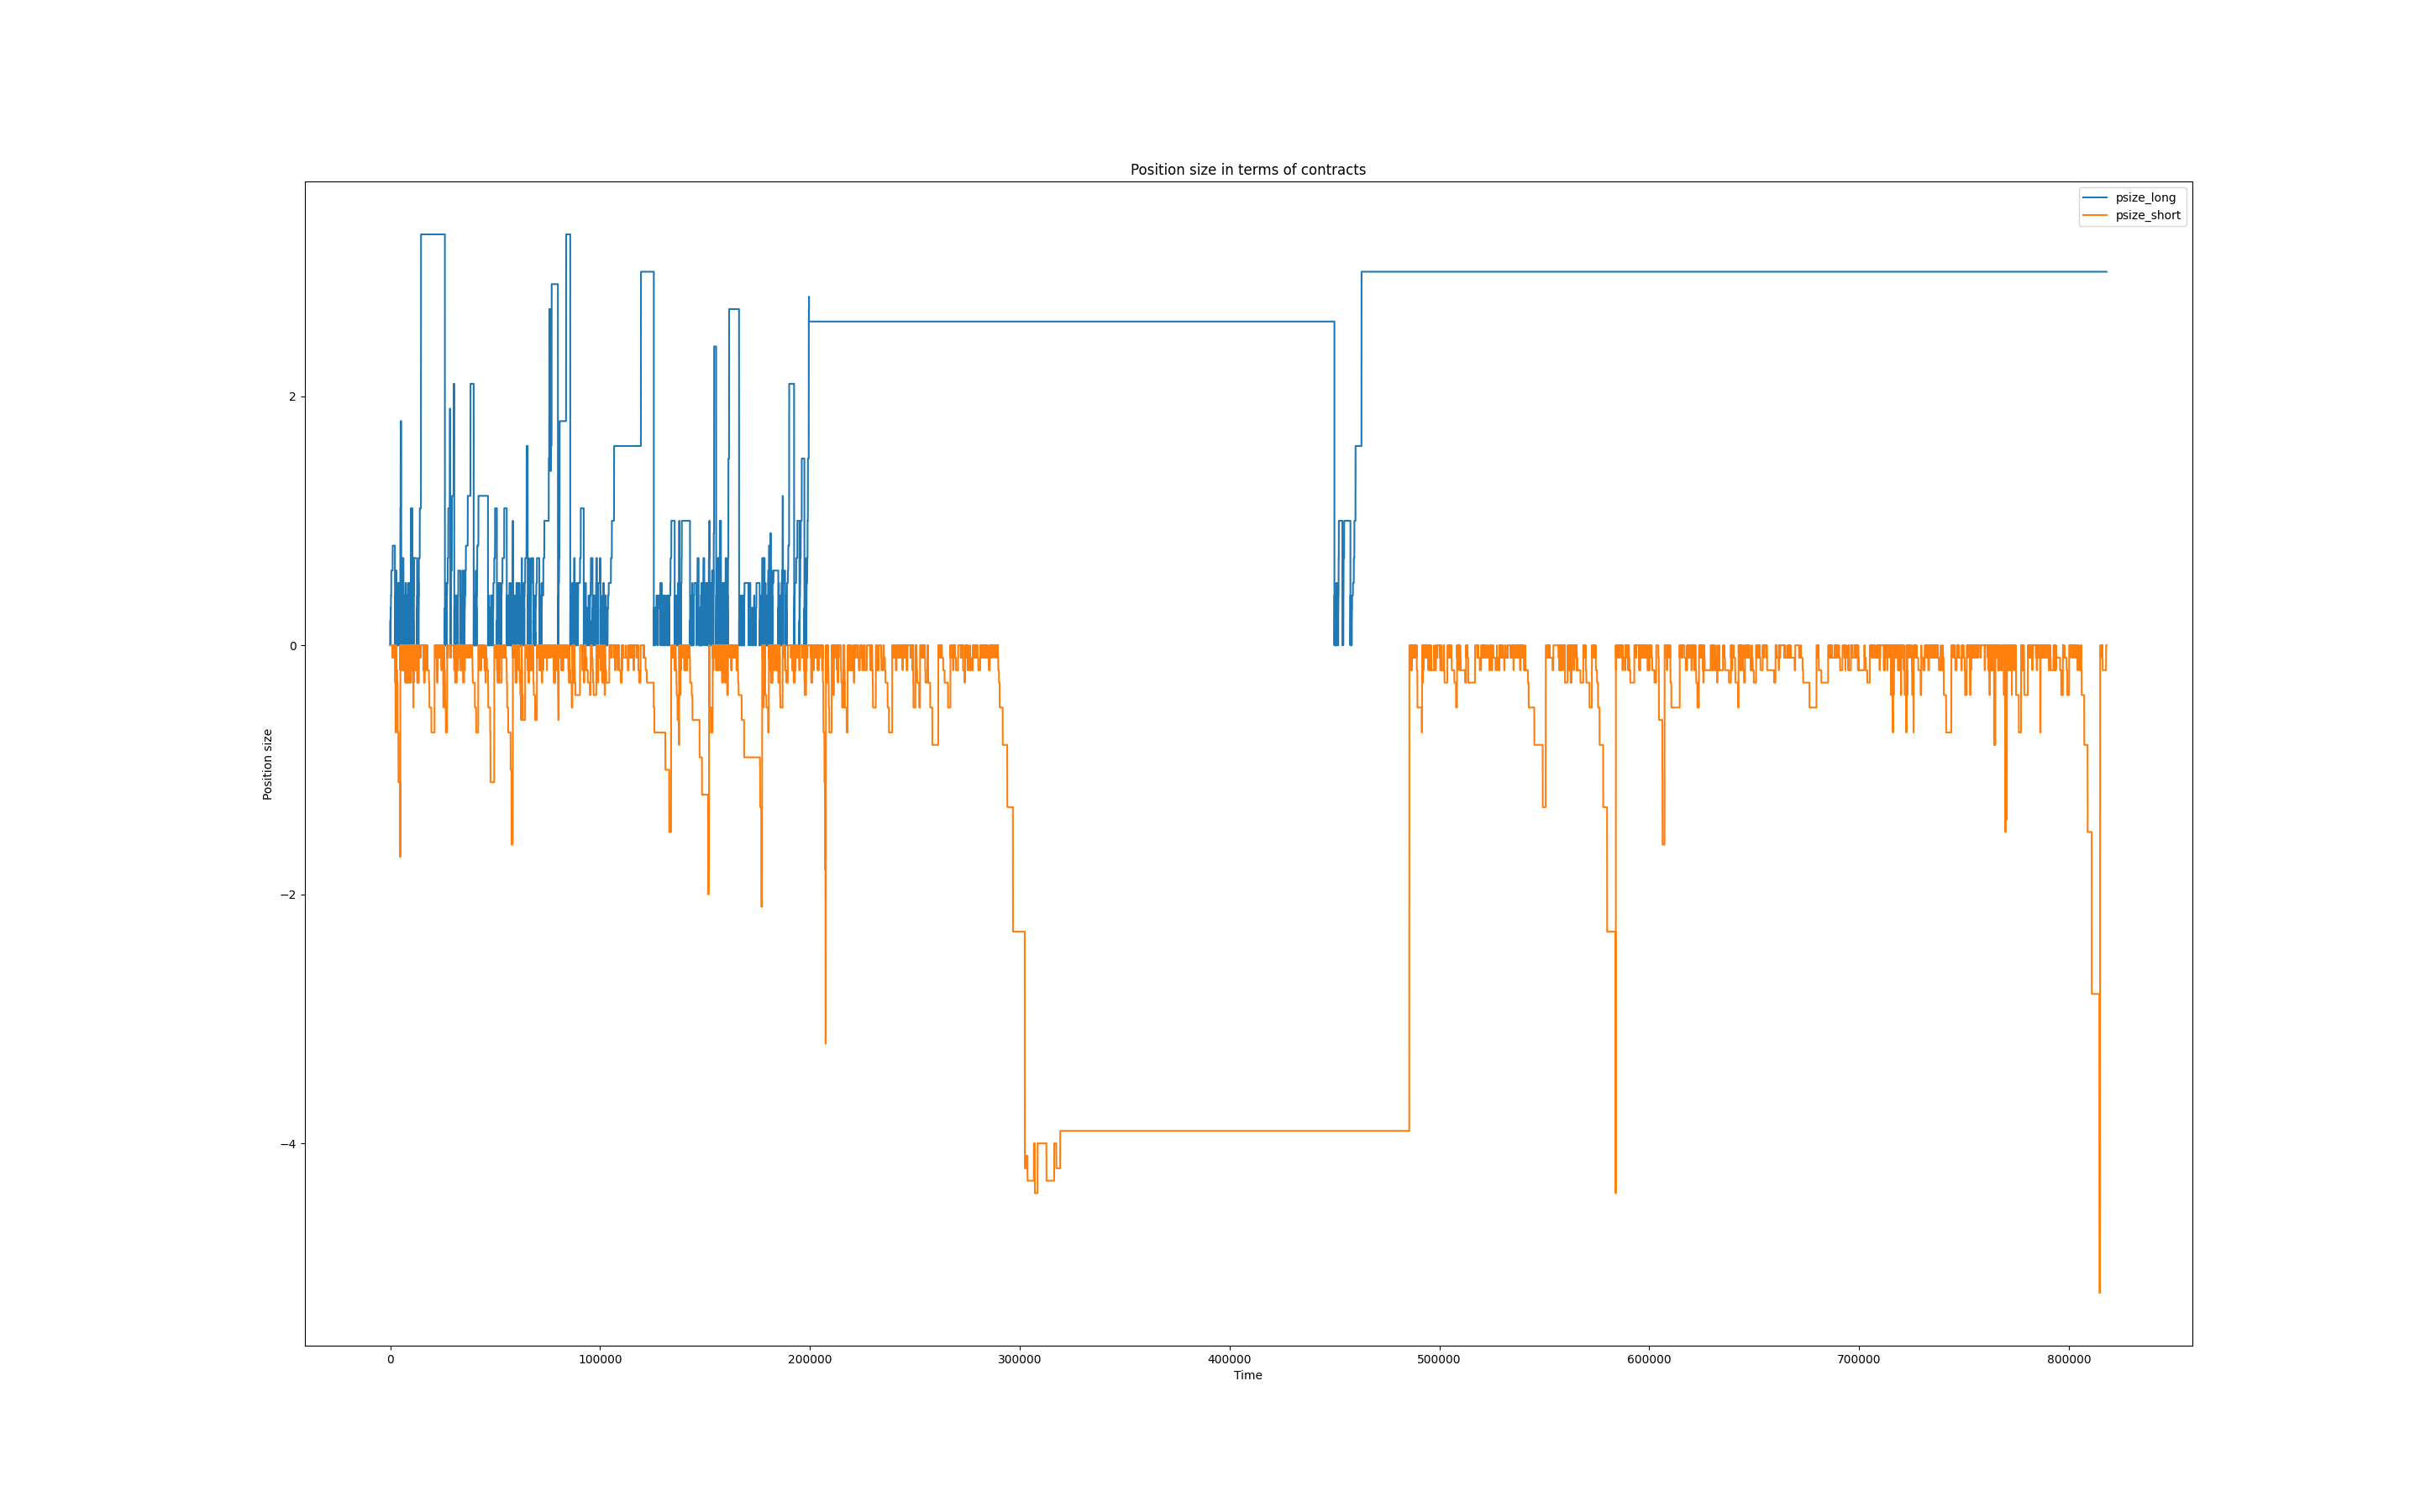 Position size in terms of contracts
psize_long
psize_short
Position size
2
0
−2
−4
0
100000
200000
300000
400000
500000
600000
700000
800000
Time